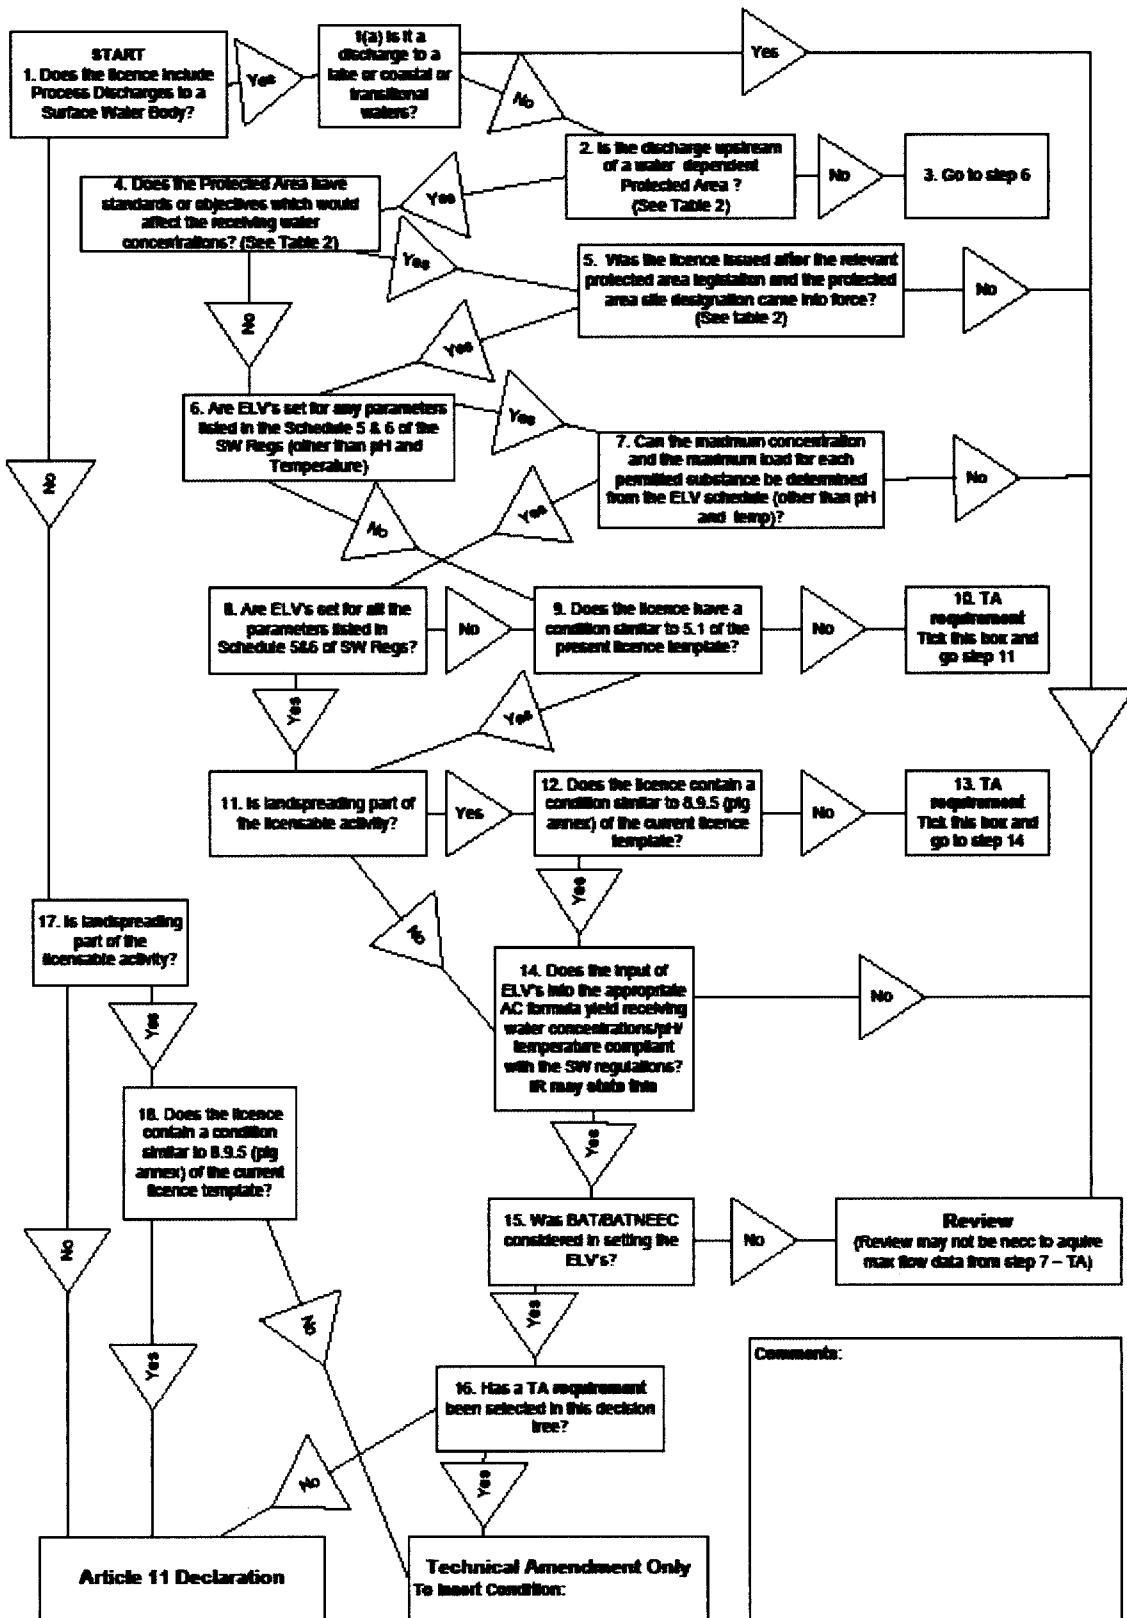 START
1. Does the licence include
Process Discharges to a
Surface Water Body?
Yes
1(a) Is it a
discharge to a
lake or coastal or
transitional
waters?
Yes
No
2. Is the discharge upstream
of a water dependent
Protected Area ?
(See Table 2)
No
3. Go to step 6
Yes
4. Does the Protected Area have
standards or objectives which would
affect the receiving water
concentrations? (See Table 2)
Yes
5. Was the licence issued after the relevant
protected area legislation and the protected
area site designation came into force?
(See table 2)
No
No
Yes
6. Are ELV's set for any parameters
listed in the Schedule 5 & 6 of the
SW Regs (other than pH and
Temperature)
Yes
7. Can the maximum concentration
and the maximum load for each
permitted substance be determined
from the ELV schedule (other than pH
and temp)?
No
No
No
Yes
8. Are ELV's set for all the
parameters listed in
Schedule 5&6 of SW Regs?
No
9. Does the licence have a
condition similar to 5.1 of the
present licence template?
No
10. TA
requirement
Tick this box and
go step 11
Yes
Yes
11. Is landspreading part of
the licensable activity?
Yes
12. Does the licence contain a
condition similar to 8.9.5 (pig
annex) of the current licence
template?
No
13. TA
requirement
Tick this box and
go to step 14
Yes
No
17. Is landspreading
part of the
licensable activity?
14. Does the input of
ELV's into the appropriate
AC formula yield receiving
water concentrations/pH/
temperature compliant
with the SW regulations?
IR may state this
No
Yes
18. Does the licence
contain a condition
similar to 8.9.5 (pig
annex) of the current
licence template?
Yes
15. Was BAT/BATNEEC
considered in setting the
ELV's?
No
Review
(Review may not be necc to aquire
max flow data from step 7 – TA)
No
Yes
No
Yes
16. Has a TA requirement
been selected in this decision
tree?
Comments:
No
Yes
Article 11 Declaration
Technical Amendment Only
To Insert Condition: